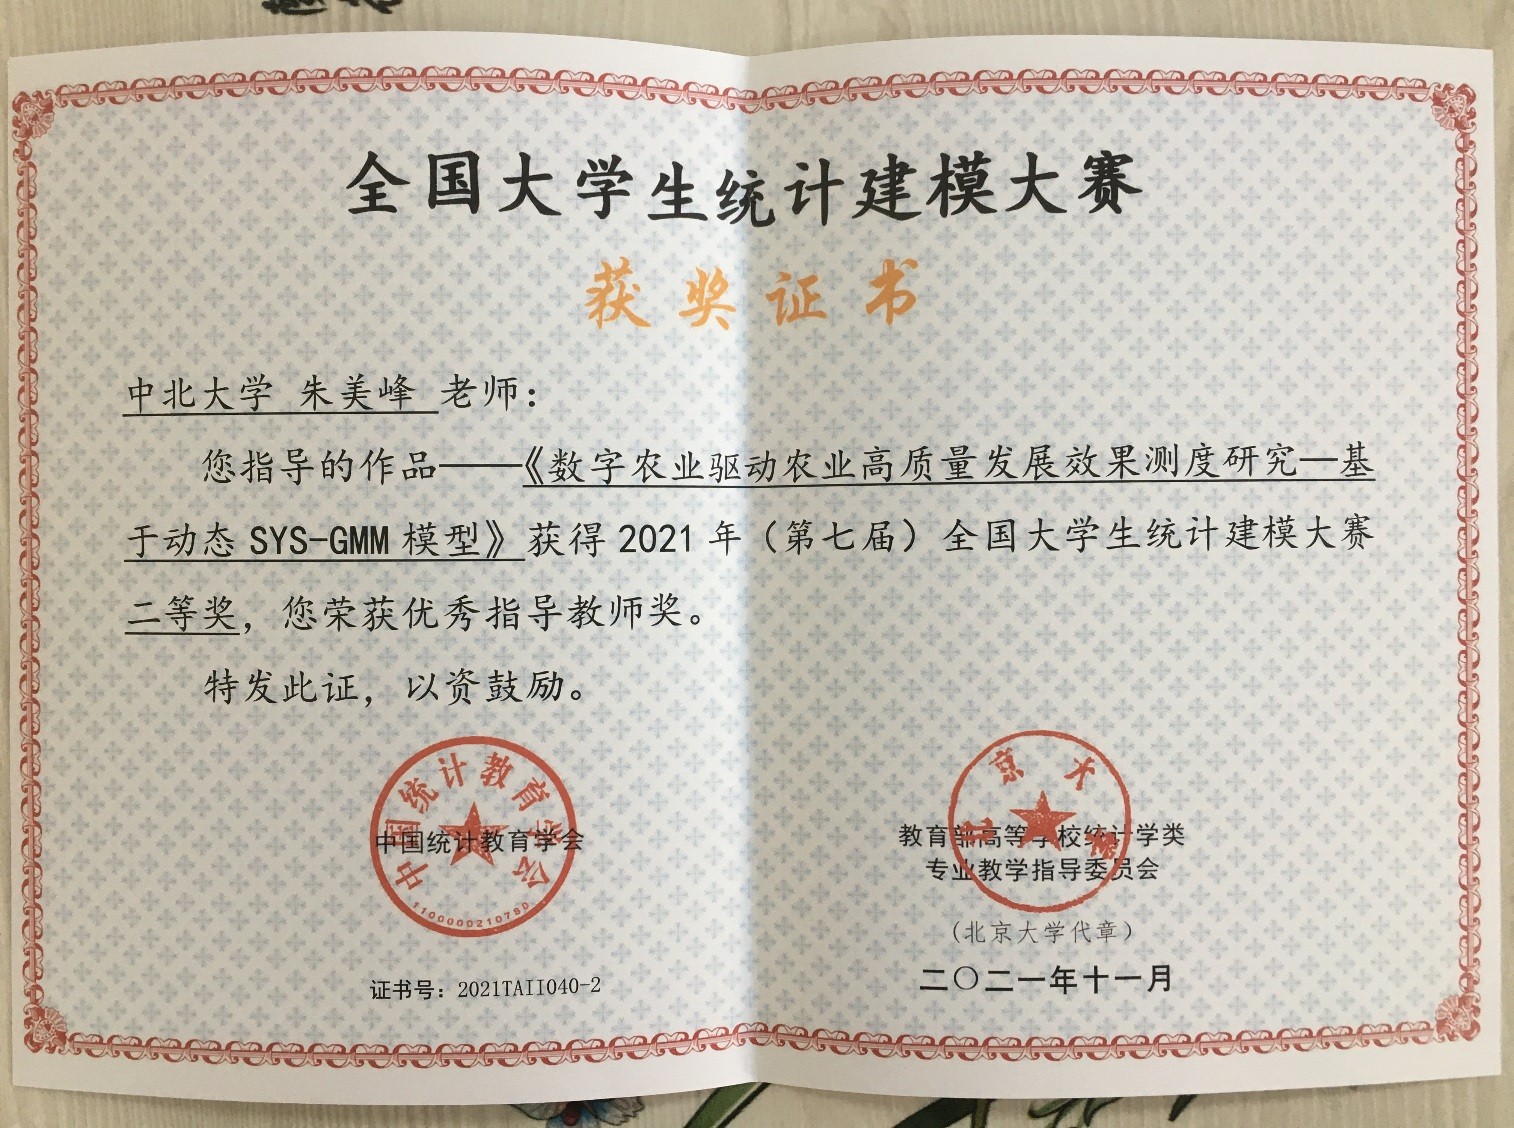 全国大学生统计建模大赛
获奖证书
中北大学 朱美峰 老师：
您指导的作品——《数字农业驱动农业高质量发展效果测度研究—基
于动态 SYS-GMM 模型》获得 2021 年（第七届）全国大学生统计建模大赛
二等奖，您荣获优秀指导教师奖。
特发此证，以资鼓励。
中国统计教育学会
中国统计教育学会
1100000210780
北京大学
教育部高等学校统计学类
专业教学指导委员会
（北京大学代章）
二〇二一年十一月
证书号：2021TAII040-2